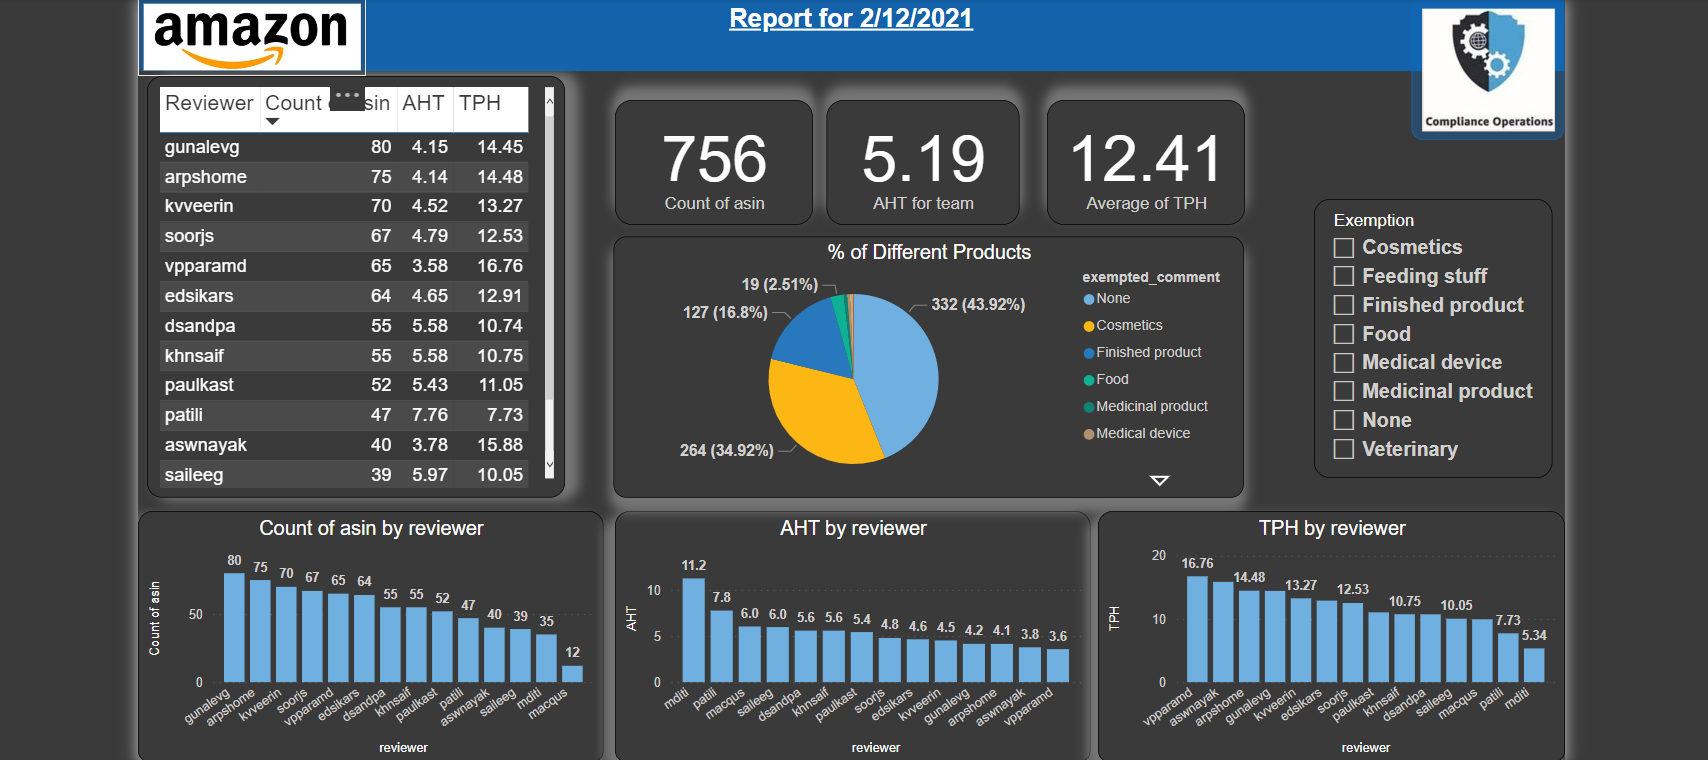 amazon
Report for 2/12/2021
Compliance Operations
Reviewer Count sin AHT TPH
gunalevg 80 4.15 14.45
arpshome 75 4.14 14.48
kvveerin 70 4.52 13.27
soorjs 67 4.79 12.53
vpparamd 65 3.58 16.76
edsikars 64 4.65 12.91
dsandpa 55 5.58 10.74
khnsaif 55 5.58 10.75
paulkast 52 5.43 11.05
patili 47 7.76 7.73
aswnayak 40 3.78 15.88
saileeg 39 5.97 10.05
756
Count of asin
5.19
AHT for team
12.41
Average of TPH
% of Different Products
19 (2.51%)
127 (16.8%)
332 (43.92%)
264 (34.92%)
exempted_comment
None
Cosmetics
Finished product
Food
Medicinal product
Medical device
Exemption
Cosmetics
Feeding stuff
Finished product
Food
Medical device
Medicinal product
None
Veterinary
Count of asin by reviewer
Count of asin
50
0
80 75 70 67 65 64 55 55 52 47 40 39 35 12
gunalevg arpshome kvveerin soorjs vpparamd edsikars dsandpa khnsaif paulkast patili aswnayak saileeg mditi macqus
reviewer
AHT by reviewer
AHT
10
5
0
11.2 7.8 6.0 6.0 5.6 5.6 5.4 4.8 4.6 4.5 4.2 4.1 3.8 3.6
mditi patili macqus saileeg dsandpa khnsaif paulkast soorjs edsikars kvveerin gunalevg arpshome aswnayak vpparamd
reviewer
TPH by reviewer
TPH
20
10
0
16.76 14.48 13.27 12.53 10.75 10.05 7.73 5.34
vpparamd aswnayak arpshome gunalevg kvveerin edsikars soorjs paulkast khnsaif dsandpa saileeg macqus patili mditi
reviewer